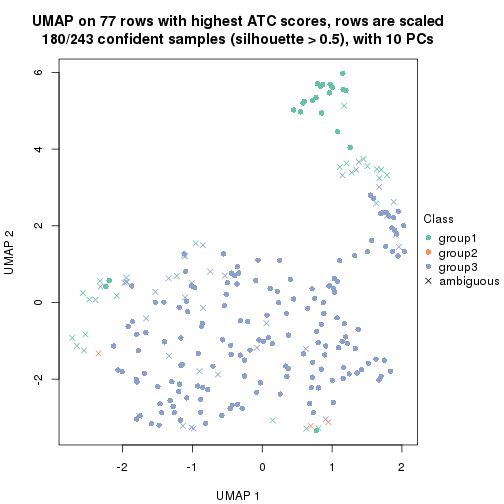 UMAP on 77 rows with highest ATC scores, rows are scaled
180/243 confident samples (silhouette > 0.5), with 10 PCs
6
4
2
0
-2
UMAP 2
-2
-1
0
1
2
UMAP 1
Class
group1
group2
group3
ambiguous